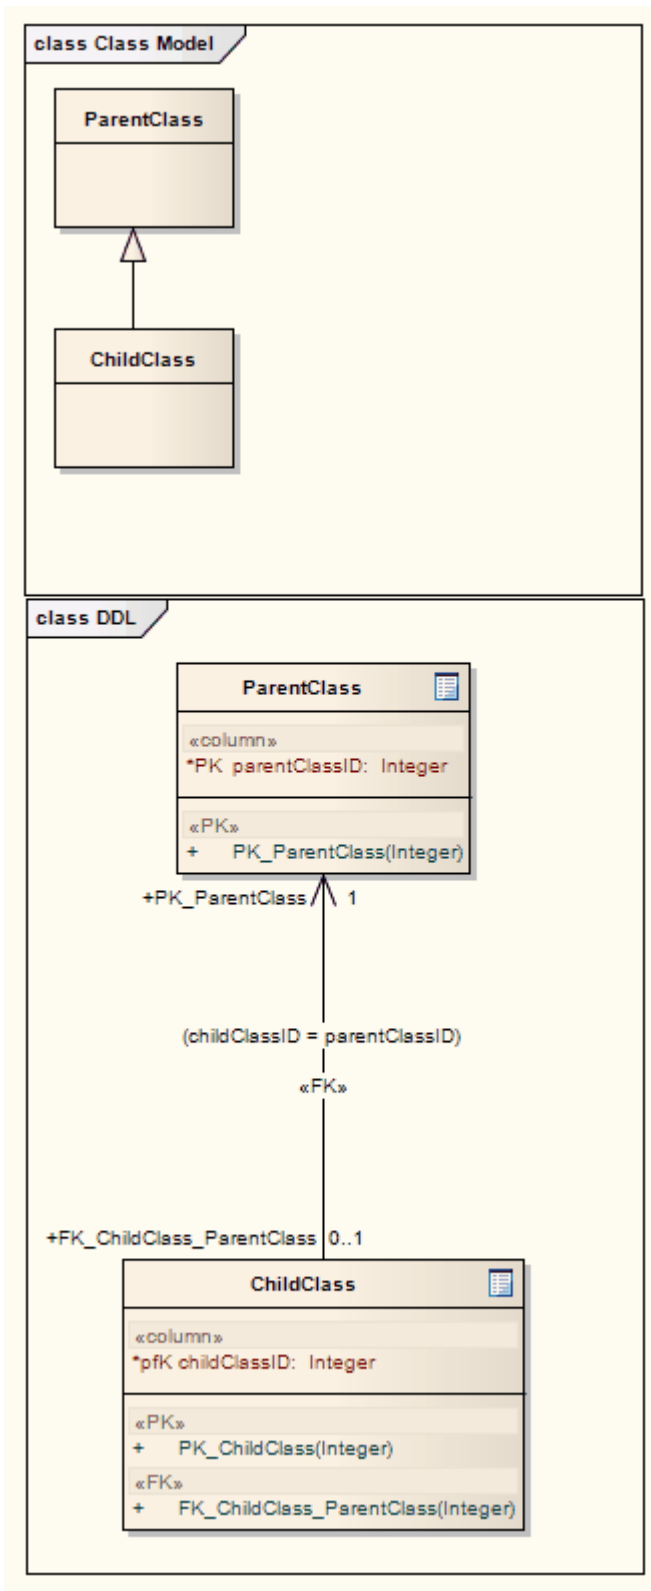 class Class Model
ParentClass
ChildClass
class DDL
ParentClass
«column»
*PK parentClassID: Integer
«PK»
+ PK_ParentClass(Integer)
+PK_ParentClass 1
(childClassID = parentClassID)
«FK»
+FK_ChildClass_ParentClass 0..1
ChildClass
«column»
*pfK childClassID: Integer
«PK»
+ PK_ChildClass(Integer)
«FK»
+ FK_ChildClass_ParentClass(Integer)